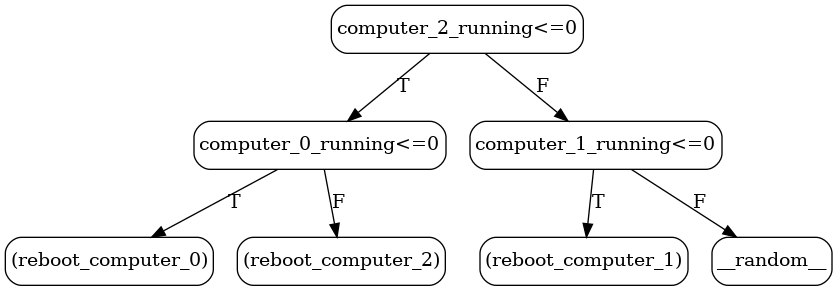 computer_2_running<=0
T
F
computer_0_running<=0
computer_1_running<=0
T
F
T
F
(reboot_computer_0)
(reboot_computer_2)
(reboot_computer_1)
__random__